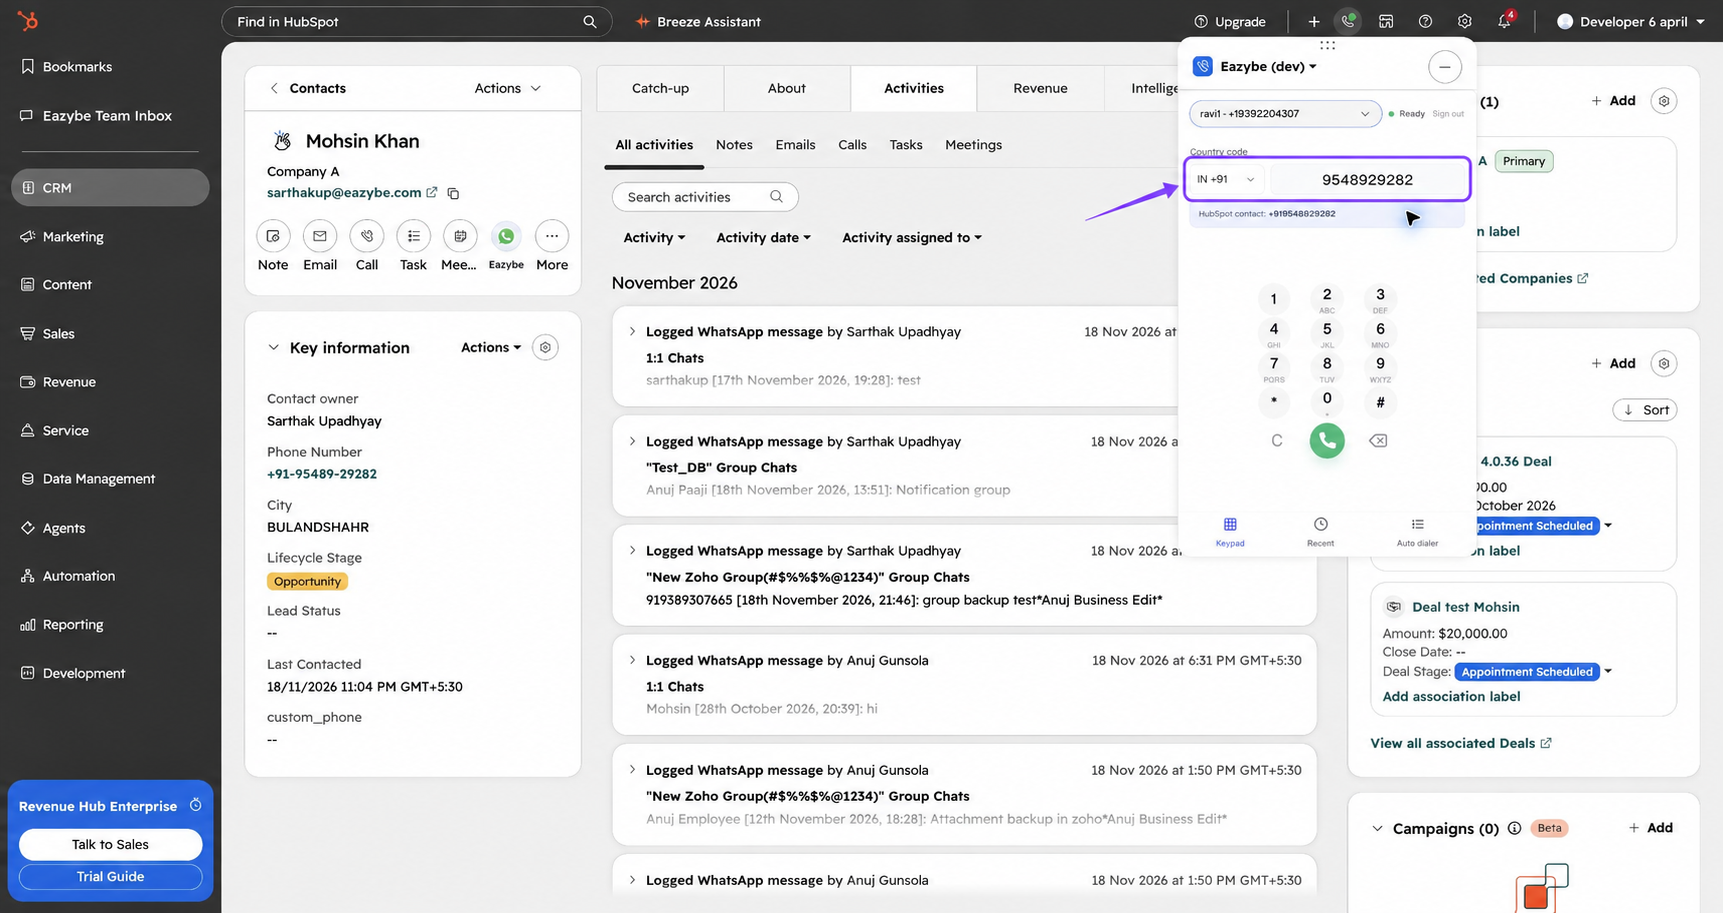 Find in HubSpot
Breeze Assistant
Upgrade
4
Developer 6 april
Bookmarks
Eazybe Team Inbox
CRM
Marketing
Content
Sales
Revenue
Service
Data Management
Agents
Automation
Reporting
Development
Revenue Hub Enterprise
Talk to Sales
Trial Guide
Contacts
Actions
Mohsin Khan
Company A
sarthakup@eazybe.com
Note
Email
Call
Task
Mee...
Eazybe
More
Key information
Actions
Contact owner
Sarthak Upadhyay
Phone Number
+91-95489-29282
City
BULANDSHAHR
Lifecycle Stage
Opportunity
Lead Status
--
Last Contacted
18/11/2026 11:04 PM GMT+5:30
custom_phone
--
Catch-up
About
Activities
Revenue
Intellige
All activities
Notes
Emails
Calls
Tasks
Meetings
Search activities
Activity
Activity date
Activity assigned to
November 2026
Logged WhatsApp message by Sarthak Upadhyay
18 Nov 2026 at
1:1 Chats
sarthakup [17th November 2026, 19:28]: test
Logged WhatsApp message by Sarthak Upadhyay
18 Nov 2026 a
"Test_DB" Group Chats
Anuj Paaji [18th November 2026, 13:51]: Notification group
Logged WhatsApp message by Sarthak Upadhyay
18 Nov 2026 at
"New Zoho Group(#$%%$%@1234)" Group Chats
919389307665 [18th November 2026, 21:46]: group backup test*Anuj Business Edit*
Logged WhatsApp message by Anuj Gunsola
18 Nov 2026 at 6:31 PM GMT+5:30
1:1 Chats
Mohsin [28th October 2026, 20:39]: hi
Logged WhatsApp message by Anuj Gunsola
18 Nov 2026 at 1:50 PM GMT+5:30
"New Zoho Group(#$%%$%@1234)" Group Chats
Anuj Employee [12th November 2026, 18:28]: Attachment backup in zoho*Anuj Business Edit*
Logged WhatsApp message by Anuj Gunsola
18 Nov 2026 at 1:50 PM GMT+5:30
Eazybe (dev)
ravi1 - +19392204307
Ready
Sign out
Country code
IN +91
9548929282
HubSpot contact: +919548829282
1
2
ABC
3
DEF
4
GHI
5
JKL
6
MNO
7
PQRS
8
TUV
9
WXYZ
*
0
+
#
C
Keypad
Recent
Auto dialer
(1)
+ Add
A
Primary
n label
ted Companies
+ Add
Sort
4.0.36 Deal
00.00
October 2026
pointment Scheduled
n label
Deal test Mohsin
Amount: $20,000.00
Close Date: --
Deal Stage: Appointment Scheduled
Add association label
View all associated Deals
Campaigns (0)
Beta
+ Add